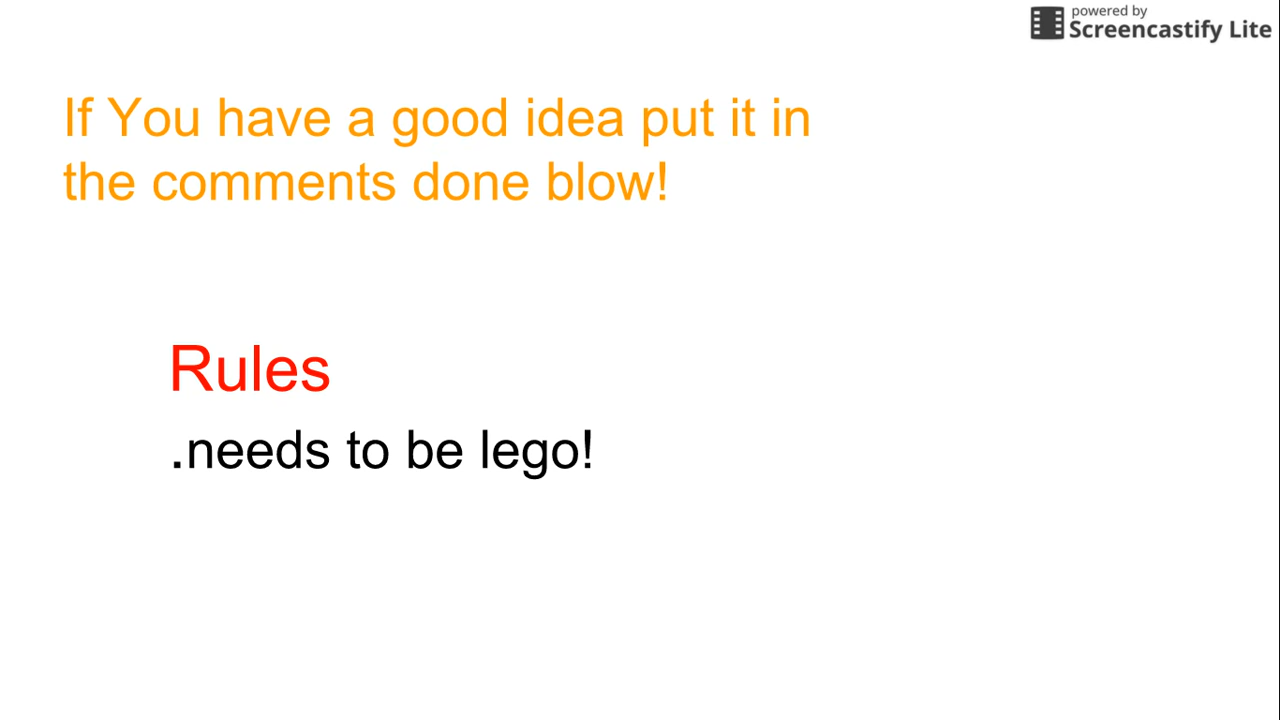 powered by
Screencastify Lite
If You have a good idea put it in
the comments done blow!
Rules
.needs to be lego!